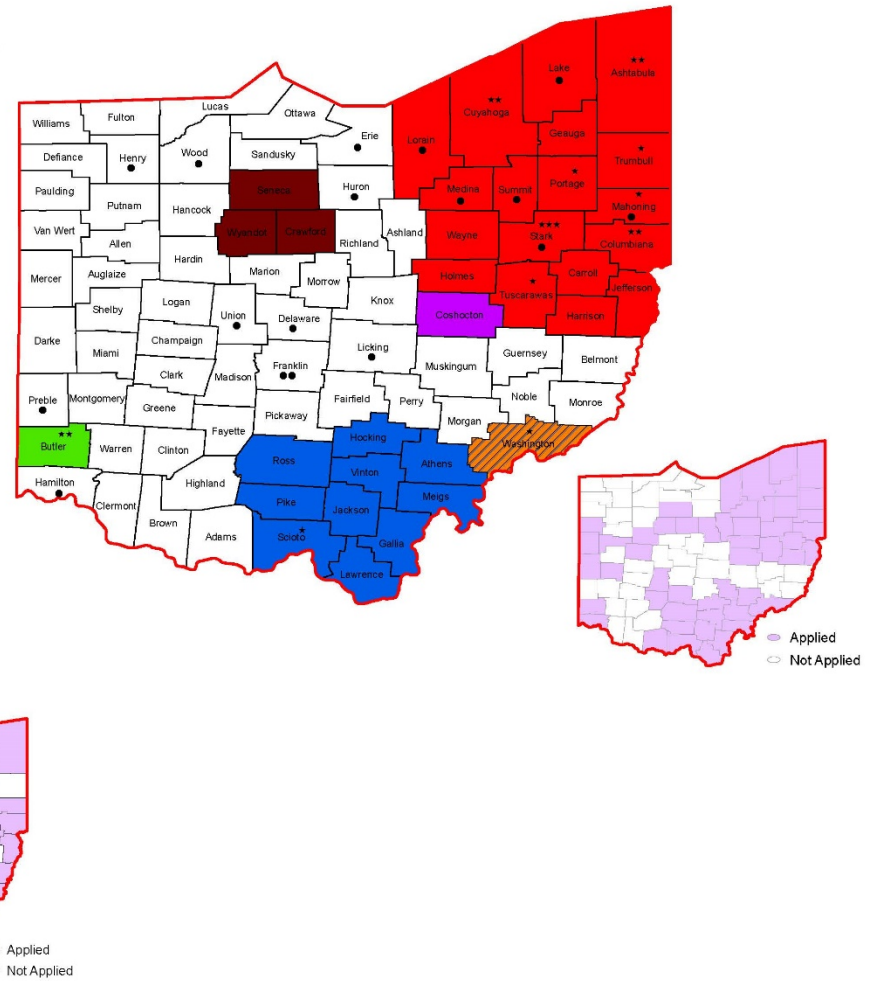 Lake
Ashtabula
Lucas
Cuyahoga
Fulton
Ottawa
Williams
Geauga
Erie
Lorain
Wood
Defiance
Henry
Sandusky
Trumbull
Portage
Medina
Summit
Seneca
Huron
Paulding
Putnam
Hancock
Mahoning
Van Wert
Wyandot
Crawford
Ashland
Wayne
Stark
Columbiana
Allen
Richland
Hardin
Marion
Carroll
Mercer
Auglaize
Morrow
Holmes
Jefferson
Tuscarawas
Logan
Knox
Shelby
Union
Delaware
Coshocton
Harrison
Darke
Champaign
Licking
Guernsey
Miami
Belmont
Franklin
Muskingum
Clark
Madison
Noble
Preble
Montgomery
Fairfield
Perry
Monroe
Greene
Pickaway
Morgan
Fayette
Hocking
Washington
Butler
Warren
Clinton
Ross
Athens
Vinton
Hamilton
Highland
Meigs
Pike
Jackson
Clermont
Brown
Adams
Scioto
Gallia
Lawrence
Applied
Not Applied
Applied
Not Applied